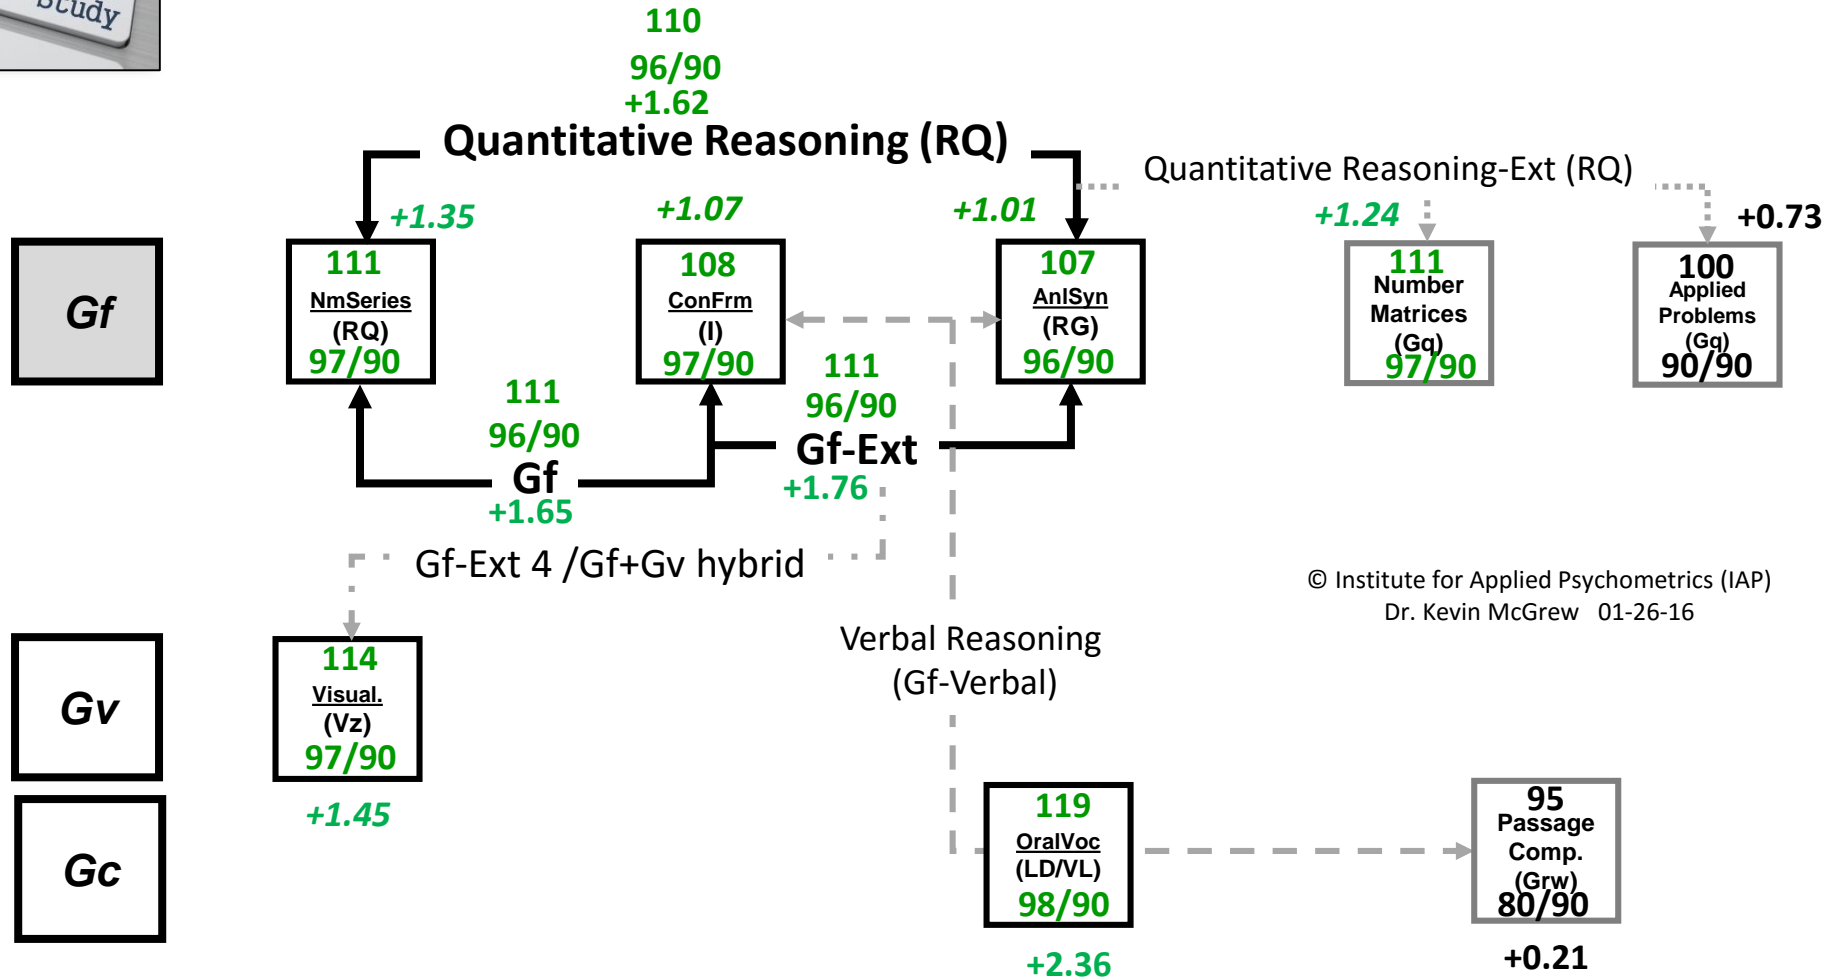 Study
110
96/90
+1.62
Quantitative Reasoning (RQ)
Quantitative Reasoning-Ext (RQ)
+1.35
+1.07
+1.01
+1.24
+0.73
Gf
111
NmSeries
(RQ)
97/90
108
ConFrm
(I)
97/90
107
AnlSyn
(RG)
96/90
111
Number
Matrices
(Gq)
97/90
100
Applied
Problems
(Gq)
90/90
111
96/90
Gf
+1.65
111
96/90
Gf-Ext
+1.76
Gf-Ext 4 /Gf+Gv hybrid
© Institute for Applied Psychometrics (IAP)
Dr. Kevin McGrew 01-26-16
Verbal Reasoning
(Gf-Verbal)
Gv
114
Visual.
(Vz)
97/90
+1.45
Gc
119
OralVoc
(LD/VL)
98/90
+2.36
95
Passage
Comp.
(Grw)
80/90
+0.21